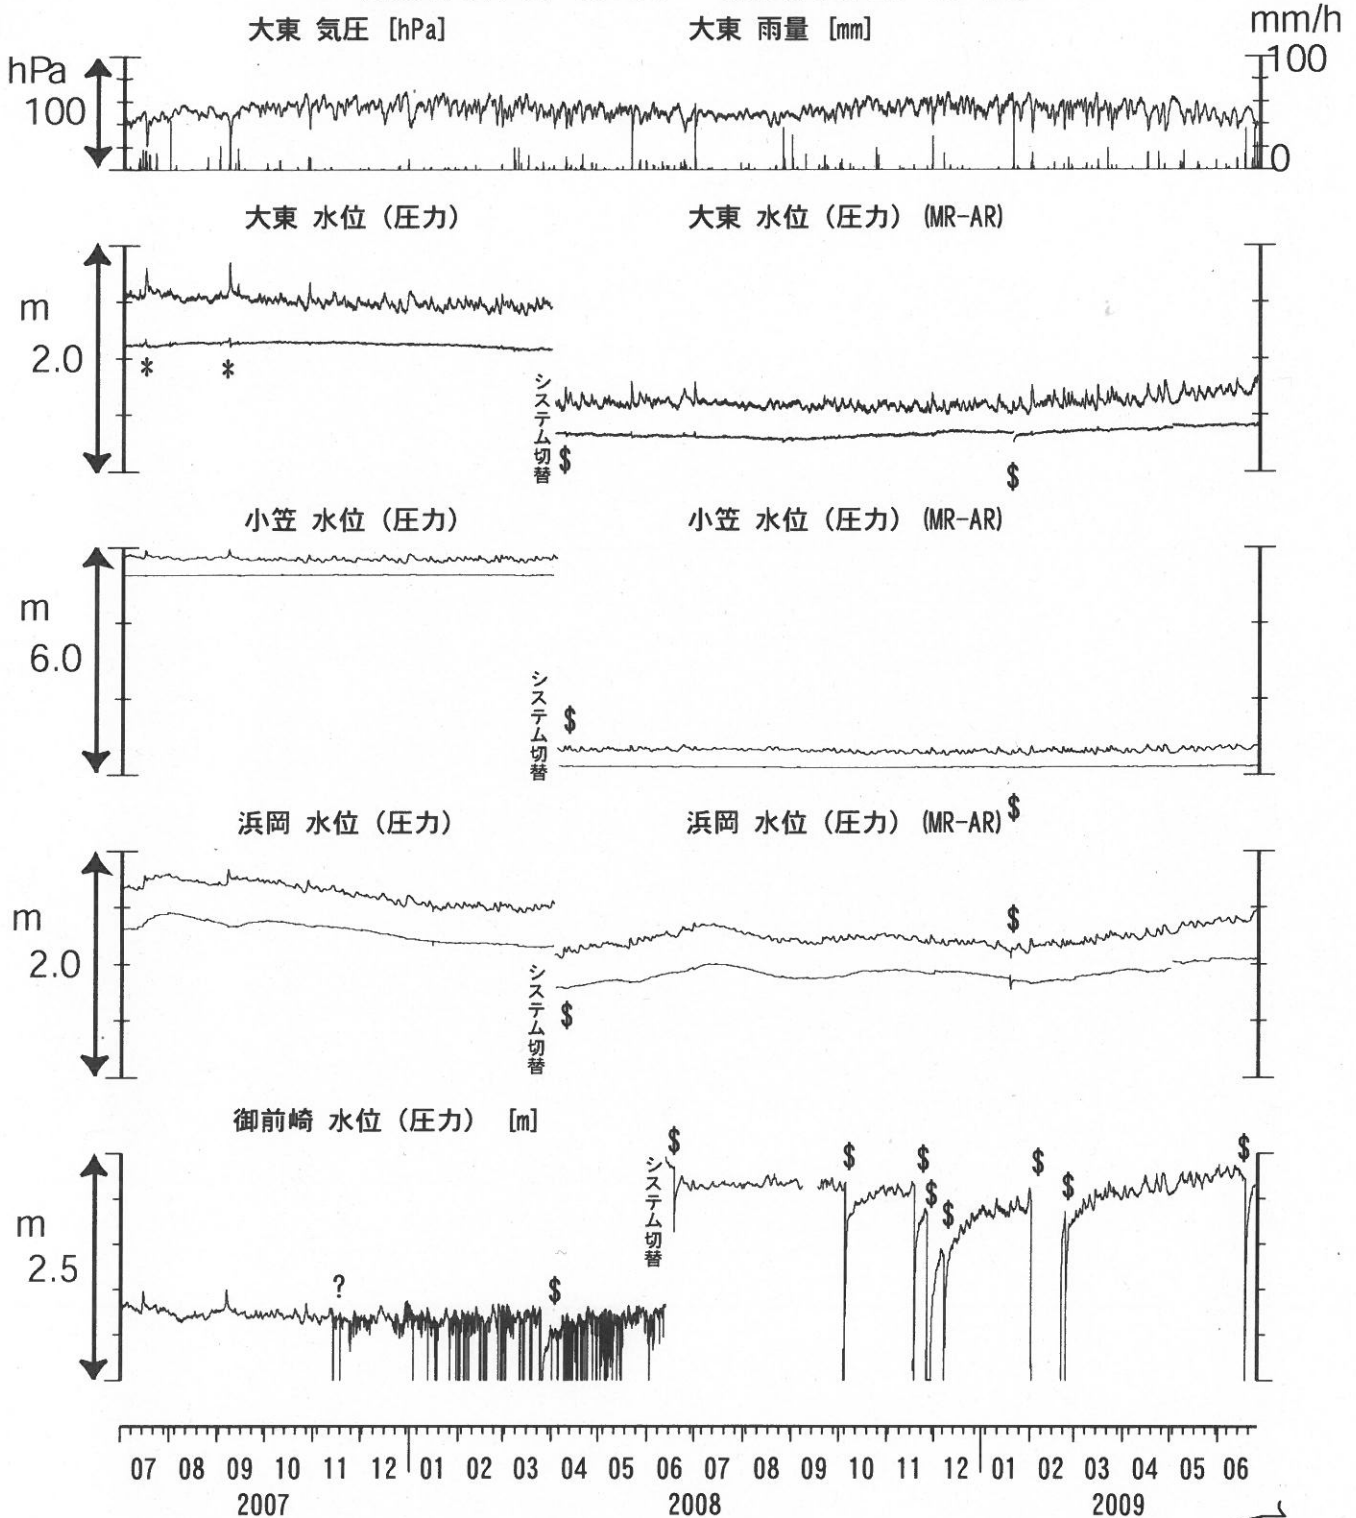 大東 気圧 [hPa] 大東 雨量 [mm] mm/h
hPa 100
100
0
大東 水位（圧力） 大東 水位（圧力）(MR-AR)
m
2.0
* *
システム切替
$ $
小笠 水位（圧力） 小笠 水位（圧力）(MR-AR)
m
6.0
システム切替
$
$
浜岡 水位（圧力） 浜岡 水位（圧力）(MR-AR)
m
2.0
$
システム切替
$
御前崎 水位（圧力） [m]
システム切替
$ $ $ $ $ $ $ $
m
2.5
? $
07 08 09 10 11 12 01 02 03 04 05 06 07 08 09 10 11 12 01 02 03 04 05 06
2007 2008 2009